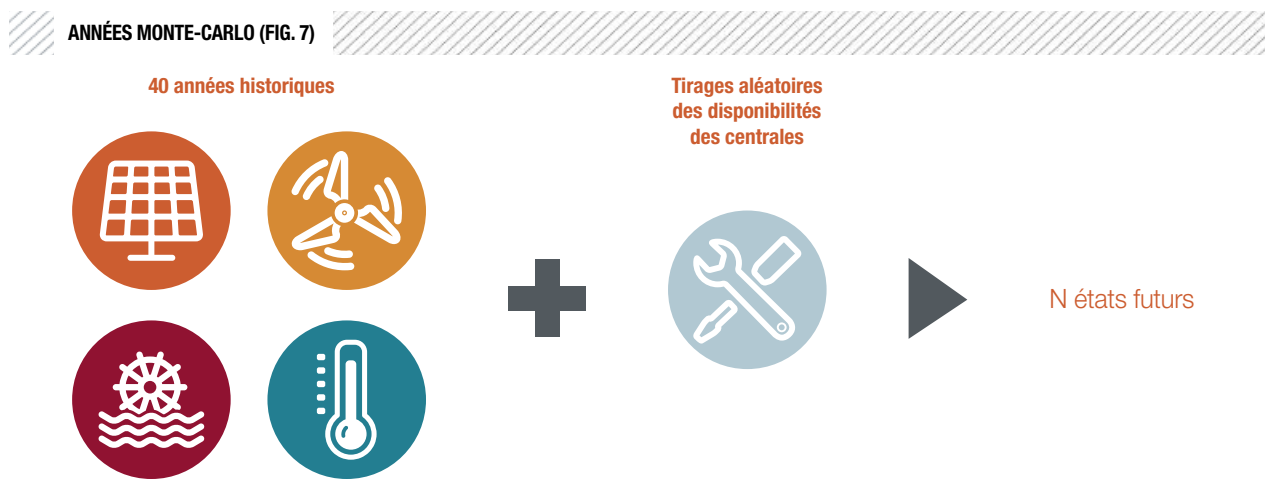 ANNÉES MONTE-CARLO (FIG. 7)
40 années historiques
Tirages aléatoires
des disponibilités
des centrales
N états futurs